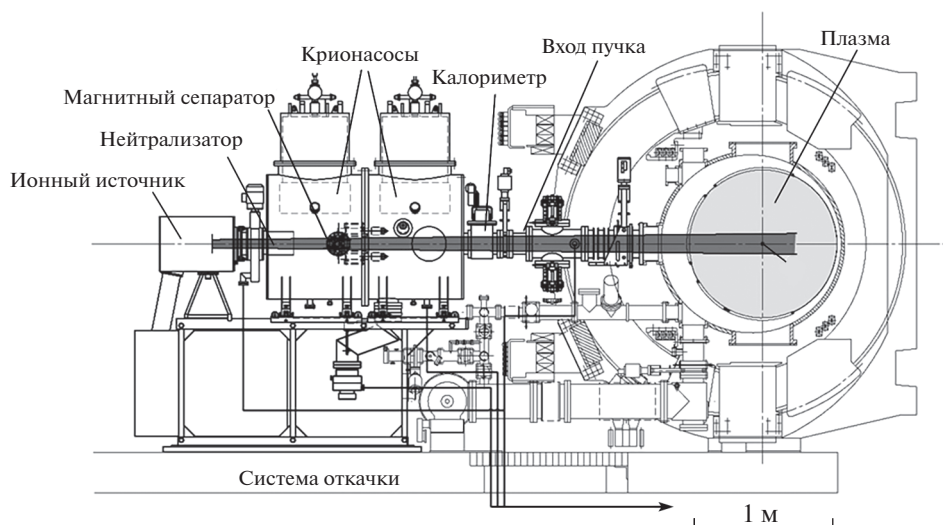 Плазма
Вход пучка
Крионасосы
Калориметр
Магнитный сепаратор
Нейтрализатор
Ионный источник
Система откачки
1 м